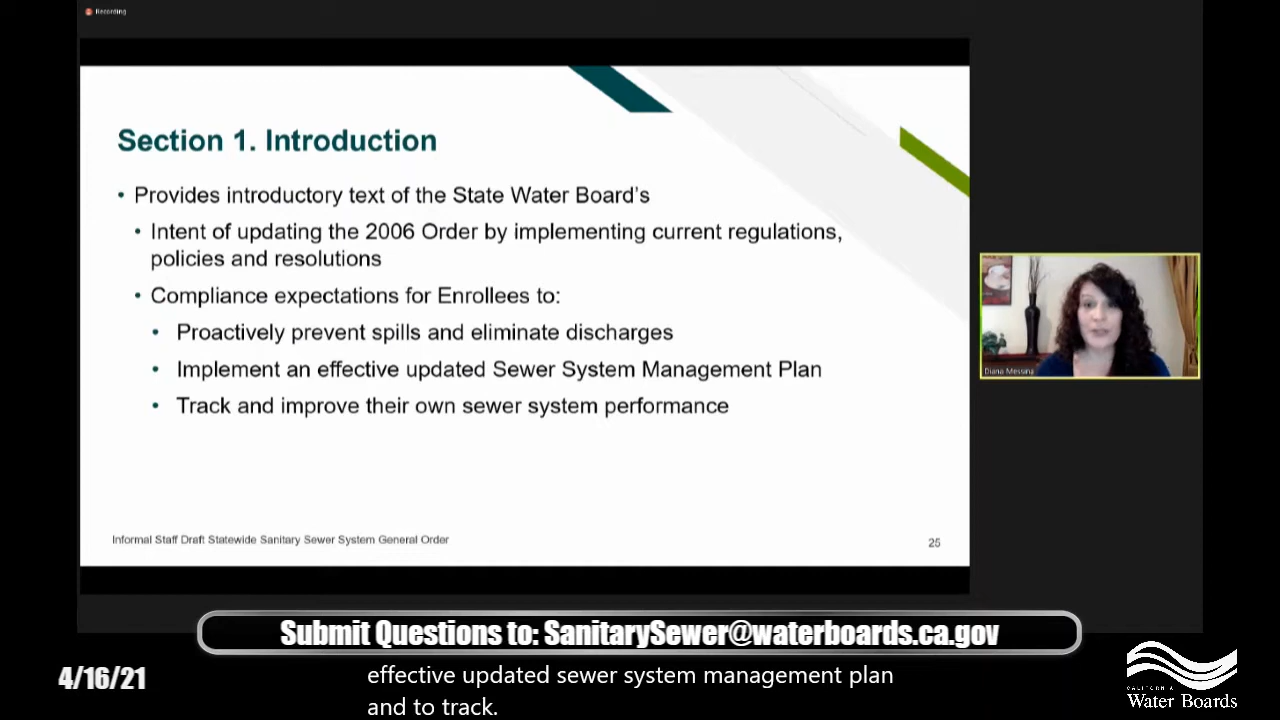 Recording
Section 1. Introduction
• Provides introductory text of the State Water Board's
• Intent of updating the 2006 Order by implementing current regulations,
policies and resolutions
• Compliance expectations for Enrollees to:
• Proactively prevent spills and eliminate discharges
• Implement an effective updated Sewer System Management Plan
• Track and improve their own sewer system performance
Informal Staff Draft Statewide Sanitary Sewer System General Order
25
Diana Messina
Submit Questions to: SanitarySewer@waterboards.ca.gov
4/16/21
effective updated sewer system management plan
and to track.
CALIFORNIA
Water Boards